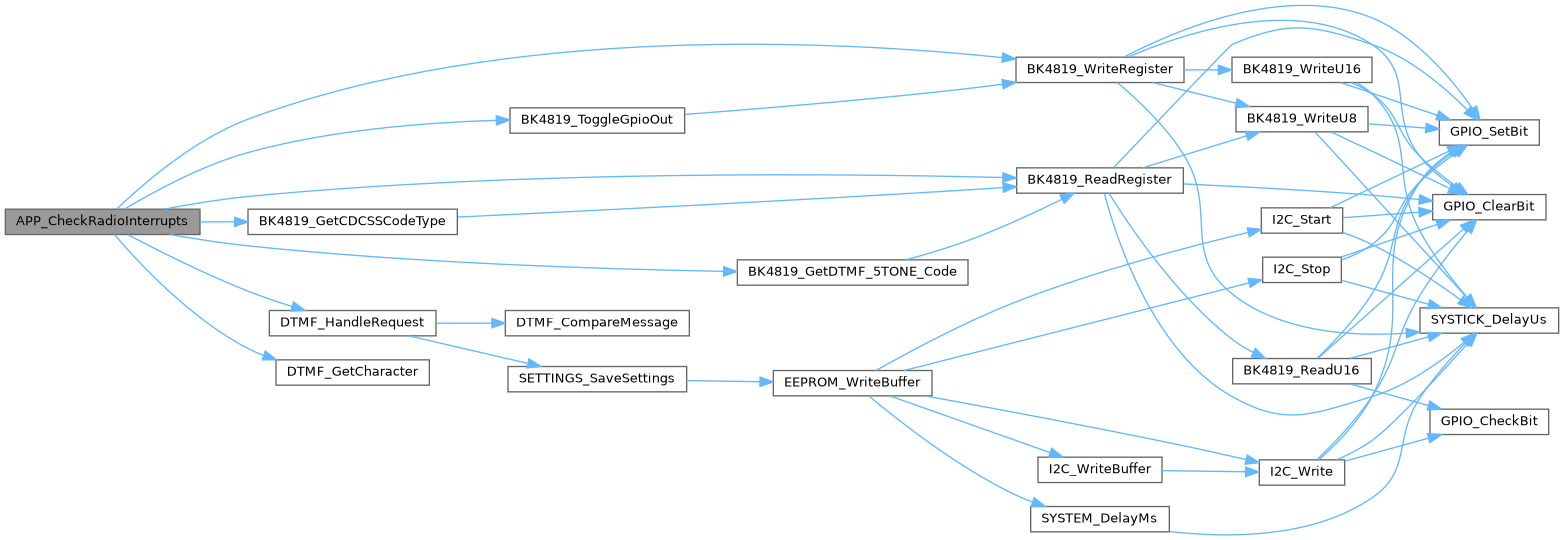 BK4819_WriteRegister
BK4819_WriteU16
BK4819_ToggleGpioOut
BK4819_WriteU8
GPIO_SetBit
BK4819_ReadRegister
APP_CheckRadioInterrupts
BK4819_GetCDCSSCodeType
I2C_Start
GPIO_ClearBit
BK4819_GetDTMF_5TONE_Code
I2C_Stop
DTMF_HandleRequest
DTMF_CompareMessage
SYSTICK_DelayUs
DTMF_GetCharacter
SETTINGS_SaveSettings
EEPROM_WriteBuffer
BK4819_ReadU16
GPIO_CheckBit
I2C_WriteBuffer
I2C_Write
SYSTEM_DelayMs